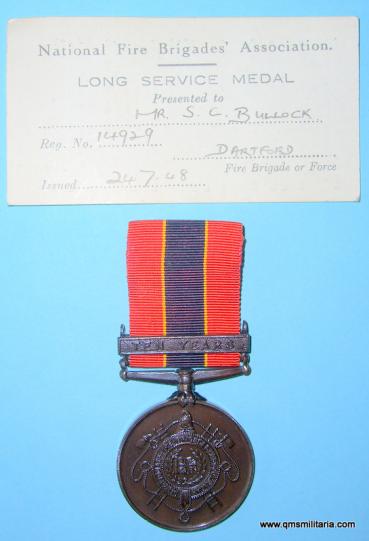 National Fire Brigades' Association.
LONG SERVICE MEDAL
Presented to
MR. S. C. BULLOCK
Reg. No. 14929
DARTFORD
Fire Brigade or Force
Issued 24.7.48
TEN YEARS
www.qmsmilitaria.com